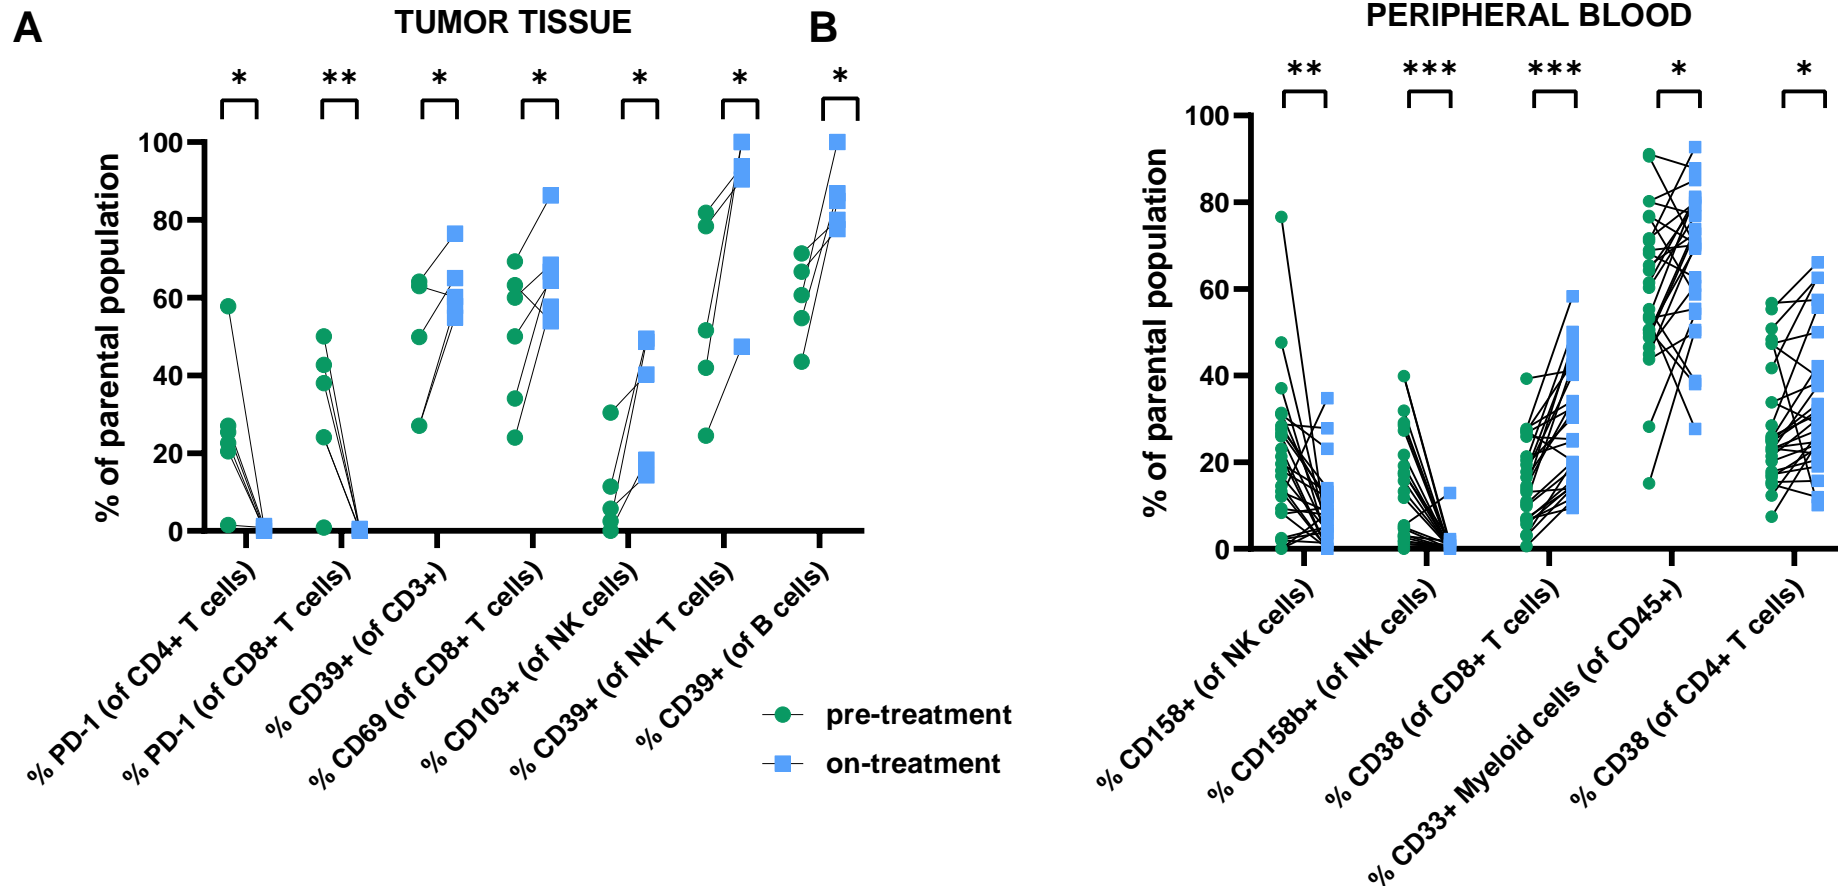 A
TUMOR TISSUE
B
PERIPHERAL BLOOD
* ** * * * * *
** *** *** * *
% of parental population
100
80
60
40
20
0
% of parental population
100
80
60
40
20
0
% PD-1 (of CD4+ T cells)
% PD-1 (of CD8+ T cells)
% CD39+ (of CD3+)
% CD69 (of CD8+ T cells)
% CD103+ (of NK cells)
% CD39+ (of NK T cells)
% CD39+ (of B cells)
pre-treatment
on-treatment
% CD158+ (of NK cells)
% CD158b+ (of NK cells)
% CD38 (of CD8+ T cells)
% CD33+ Myeloid cells (of CD45+)
% CD38 (of CD4+ T cells)